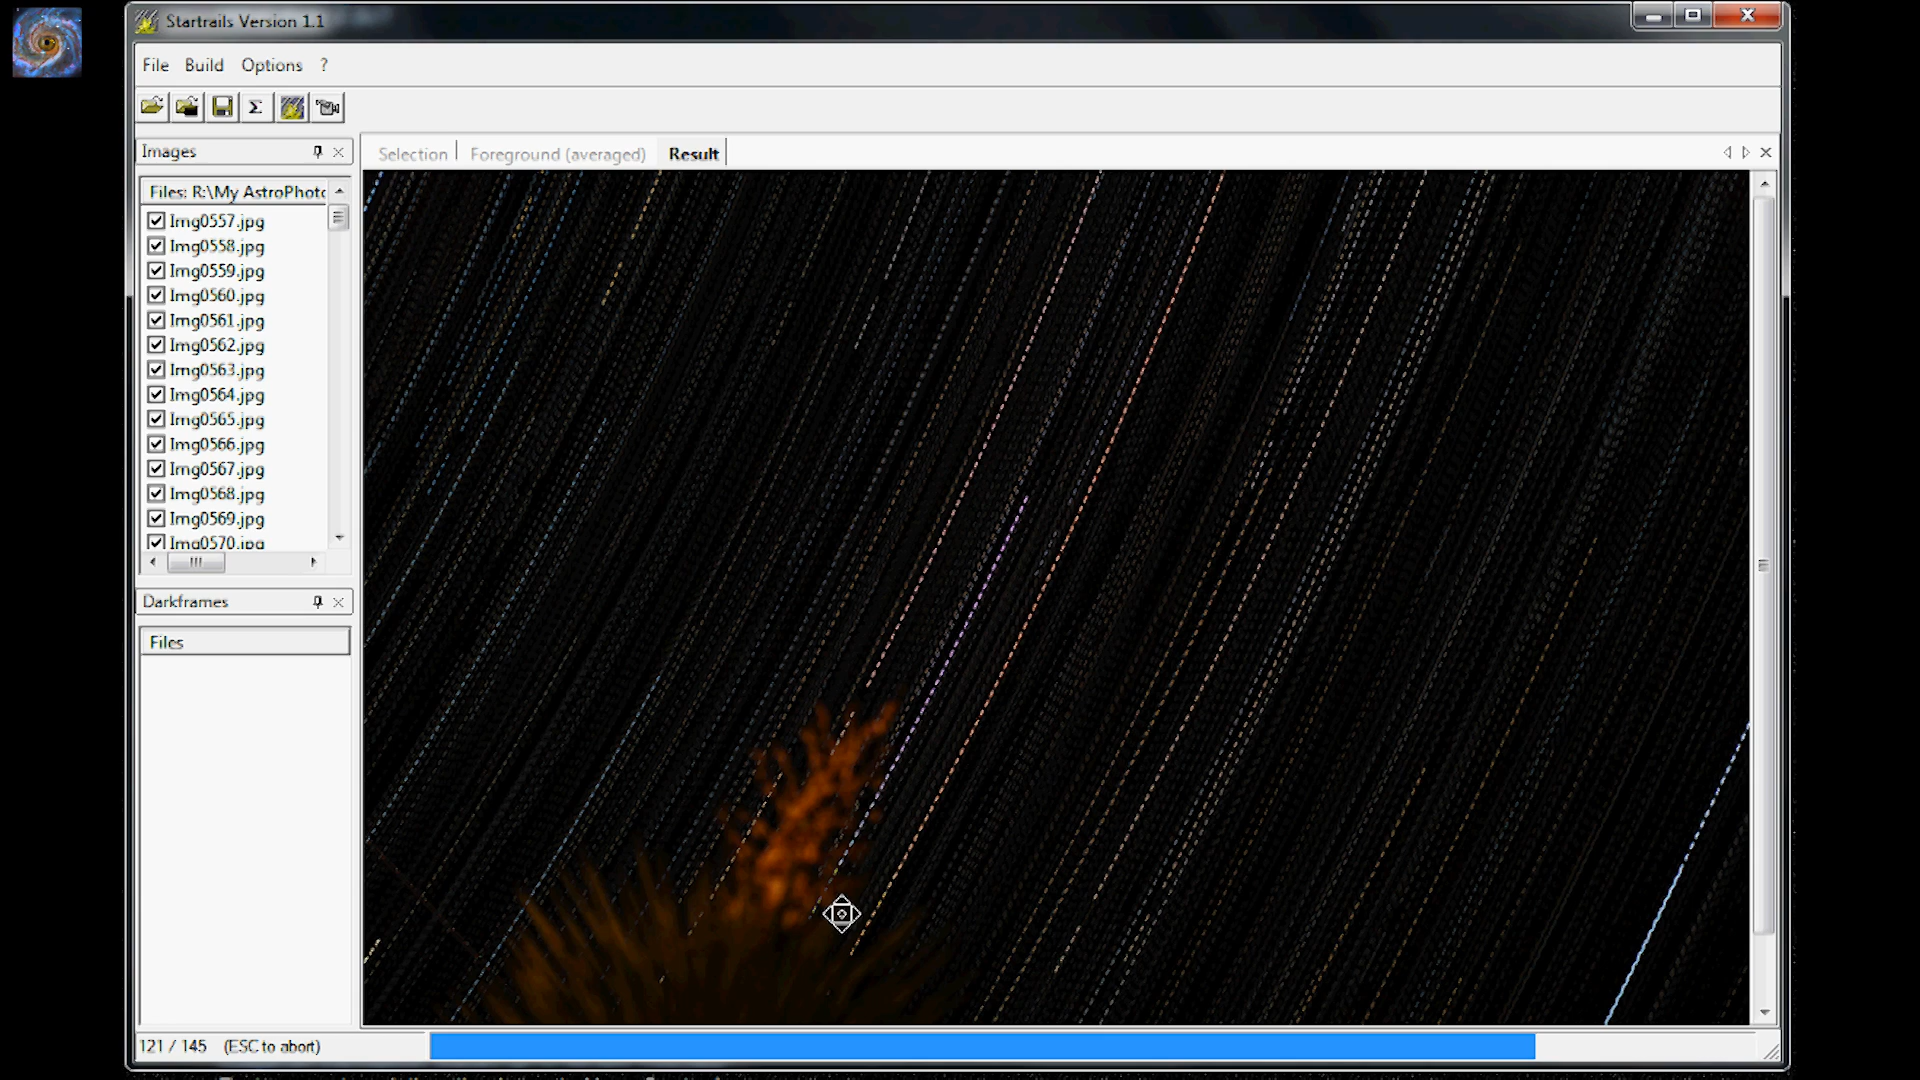 Startrails Version 1.1
File Build Options ?
Σ
Images
Selection Foreground (averaged) Result
Files: R:\My AstroPhoto
Img0557.jpg
Img0558.jpg
Img0559.jpg
Img0560.jpg
Img0561.jpg
Img0562.jpg
Img0563.jpg
Img0564.jpg
Img0565.jpg
Img0566.jpg
Img0567.jpg
Img0568.jpg
Img0569.jpg
Img0570.jpg
Darkframes
Files
121 / 145 (ESC to abort)